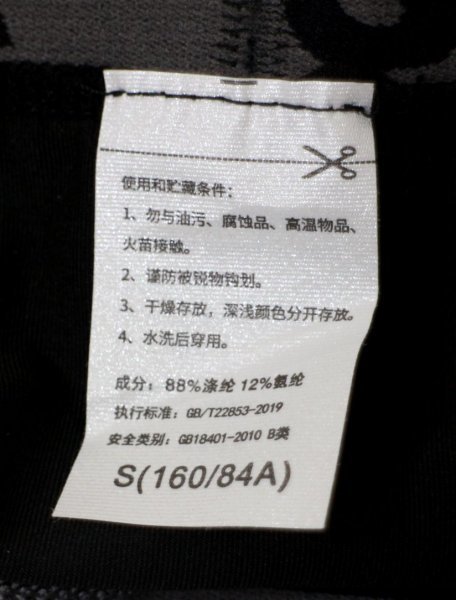 使用和贮藏条件：
1、勿与油污、腐蚀品、高温物品、
火苗接触。
2、谨防被锐物钩划。
3、干燥存放，深浅颜色分开存放。
4、水洗后穿用。
成分：88%涤纶 12%氨纶
执行标准：GB/T22853-2019
安全类别：GB18401-2010 B类
S(160/84A)